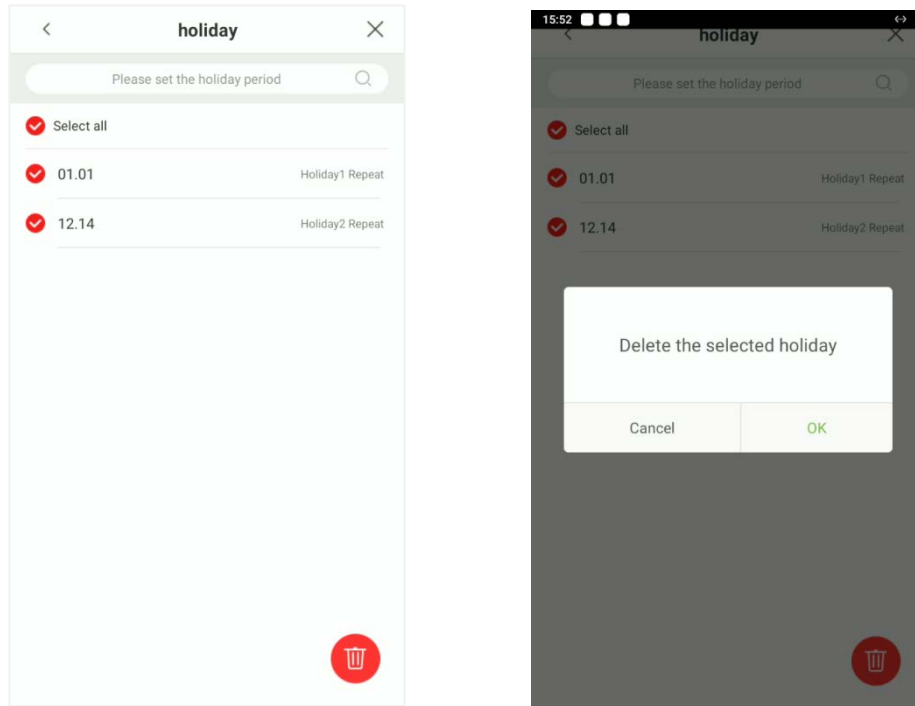 holiday
Please set the holiday period
Select all
01.01 Holiday1 Repeat
12.14 Holiday2 Repeat
15:52
holiday
Please set the holiday period
Select all
01.01 Holiday1 Repeat
12.14 Holiday2 Repeat
Delete the selected holiday
Cancel OK